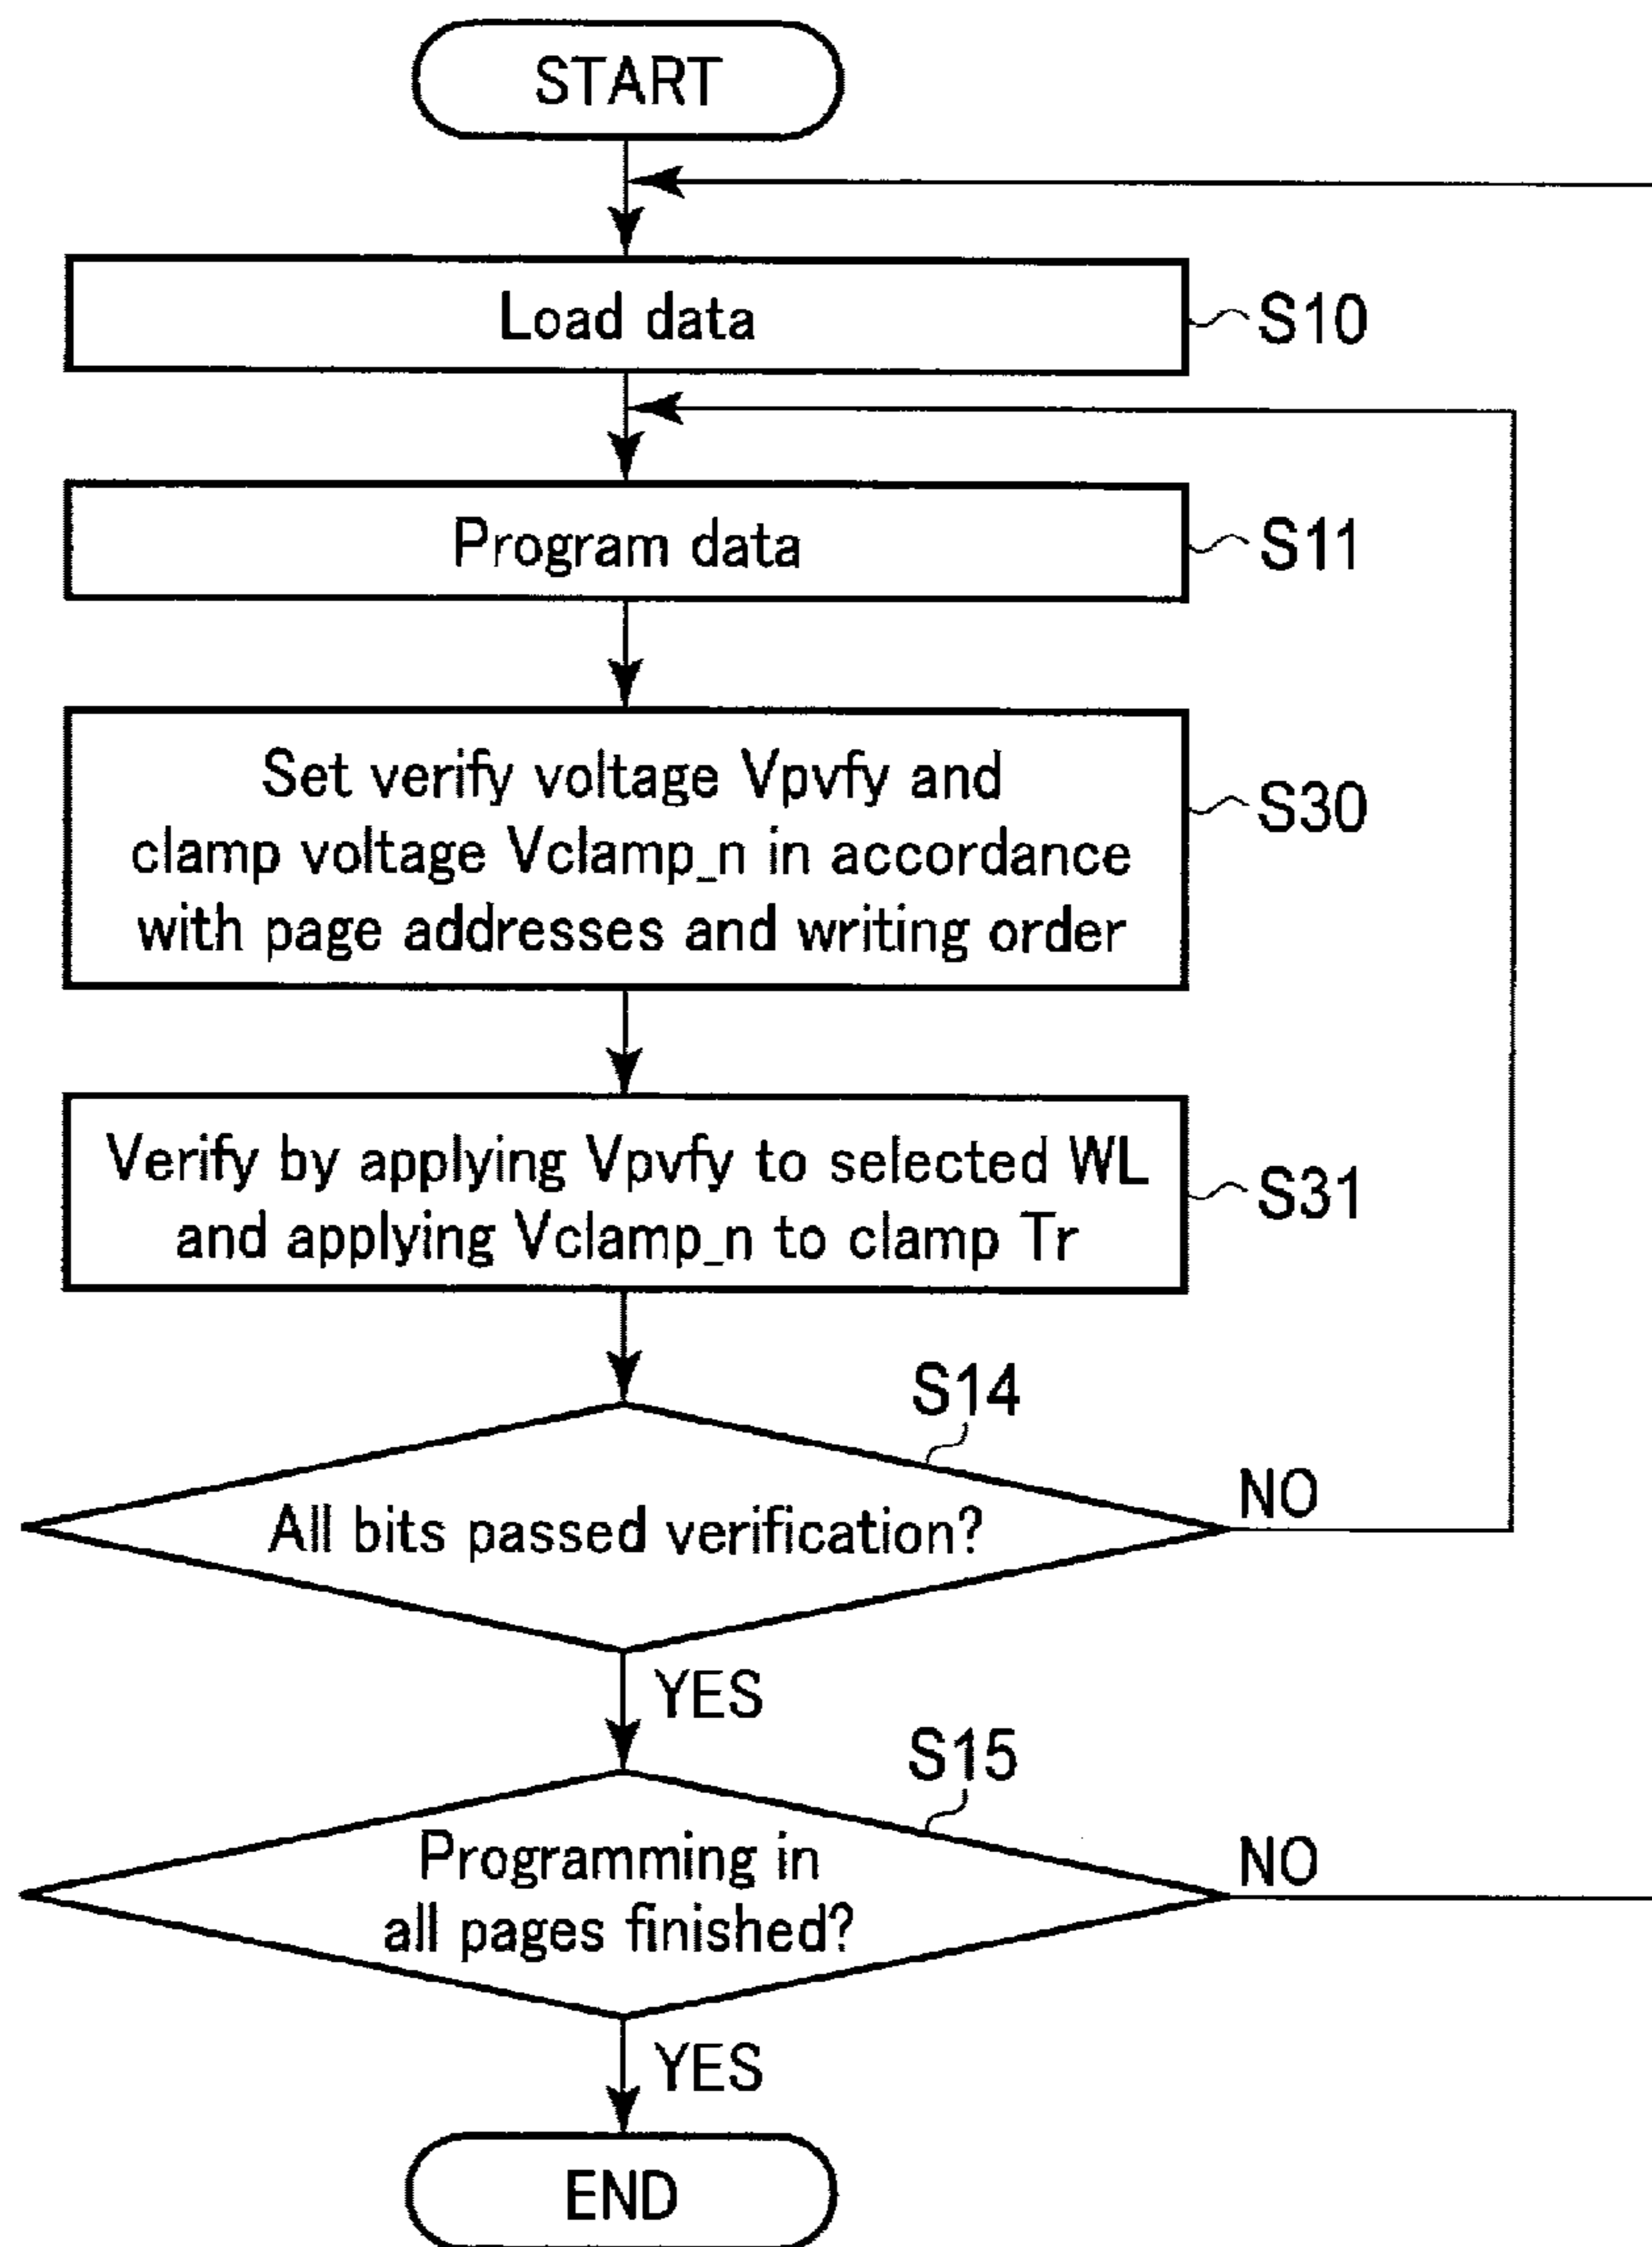 START
Load data
S10
Program data
S11
Set verify voltage Vpvfy and
clamp voltage Vclamp_n in accordance
with page addresses and writing order
S30
Verify by applying Vpvfy to selected WL
and applying Vclamp_n to clamp Tr
S31
S14
All bits passed verification?
NO
YES
S15
Programming in
all pages finished?
NO
YES
END